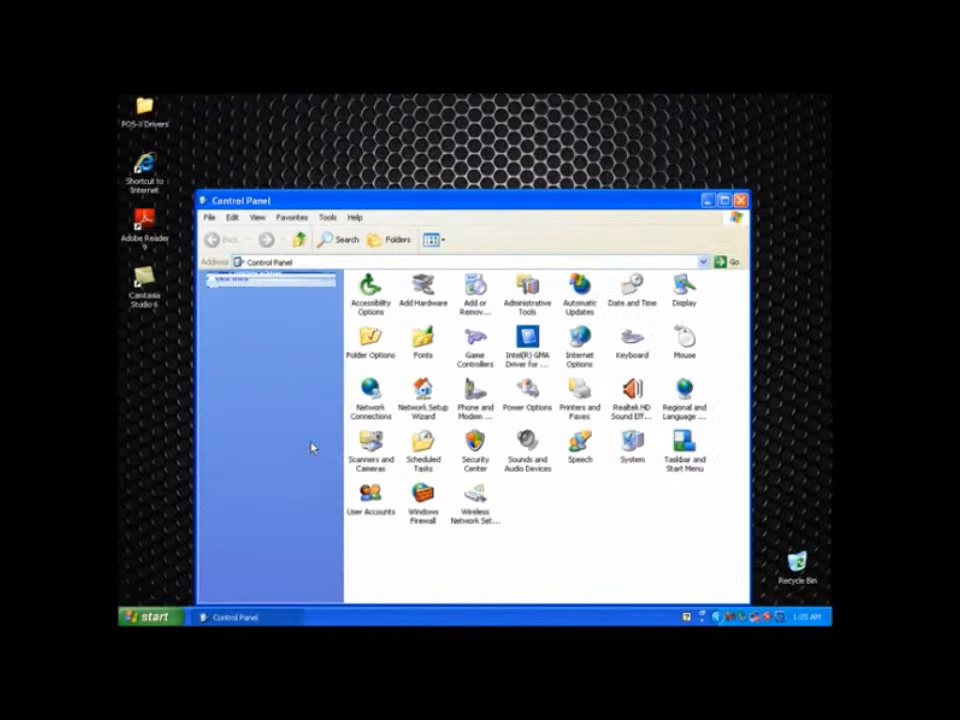 POS-X Drivers
Shortcut to
Internet
Adobe Reader
9
Camtasia
Studio 6
Control Panel
File Edit View Favorites Tools Help
Back
Search
Folders
Address
Control Panel
Go
Accessibility
Options
Add Hardware
Add or
Remov...
Administrative
Tools
Automatic
Updates
Date and Time
Display
Folder Options
Fonts
Game
Controllers
Intel(R) GMA
Driver for ...
Internet
Options
Keyboard
Mouse
Network
Connections
Network Setup
Wizard
Phone and
Modem ...
Power Options
Printers and
Faxes
Realtek HD
Sound Eff...
Regional and
Language ...
Scanners and
Cameras
Scheduled
Tasks
Security
Center
Sounds and
Audio Devices
Speech
System
Taskbar and
Start Menu
User Accounts
Windows
Firewall
Wireless
Network Set...
Recycle Bin
start
Control Panel
1:25 AM